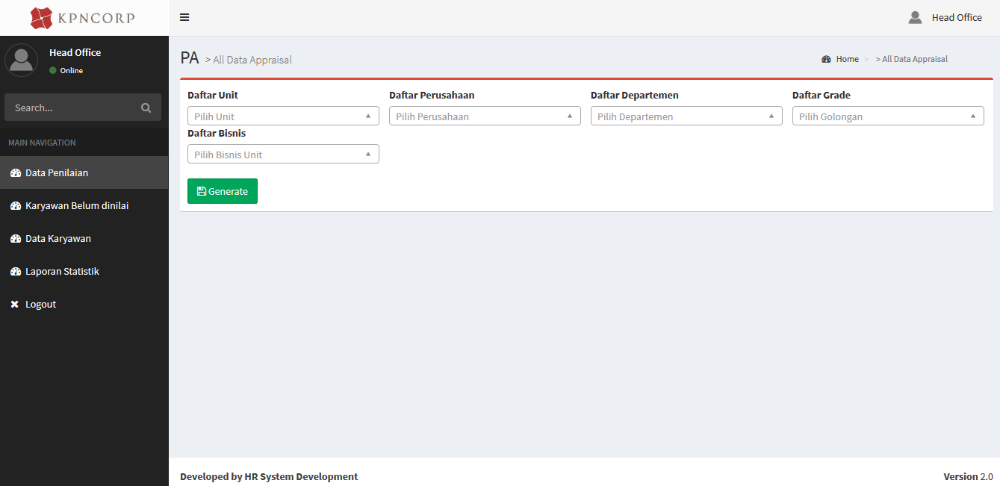 KPNCORP
Head Office
Head Office
Online
Search...
MAIN NAVIGATION
Data Penilaian
Karyawan Belum dinilai
Data Karyawan
Laporan Statistik
Logout
PA > All Data Appraisal
Home > > All Data Appraisal
Daftar Unit
Pilih Unit
Daftar Perusahaan
Pilih Perusahaan
Daftar Departemen
Pilih Departemen
Daftar Grade
Pilih Golongan
Daftar Bisnis
Pilih Bisnis Unit
Generate
Developed by HR System Development
Version 2.0